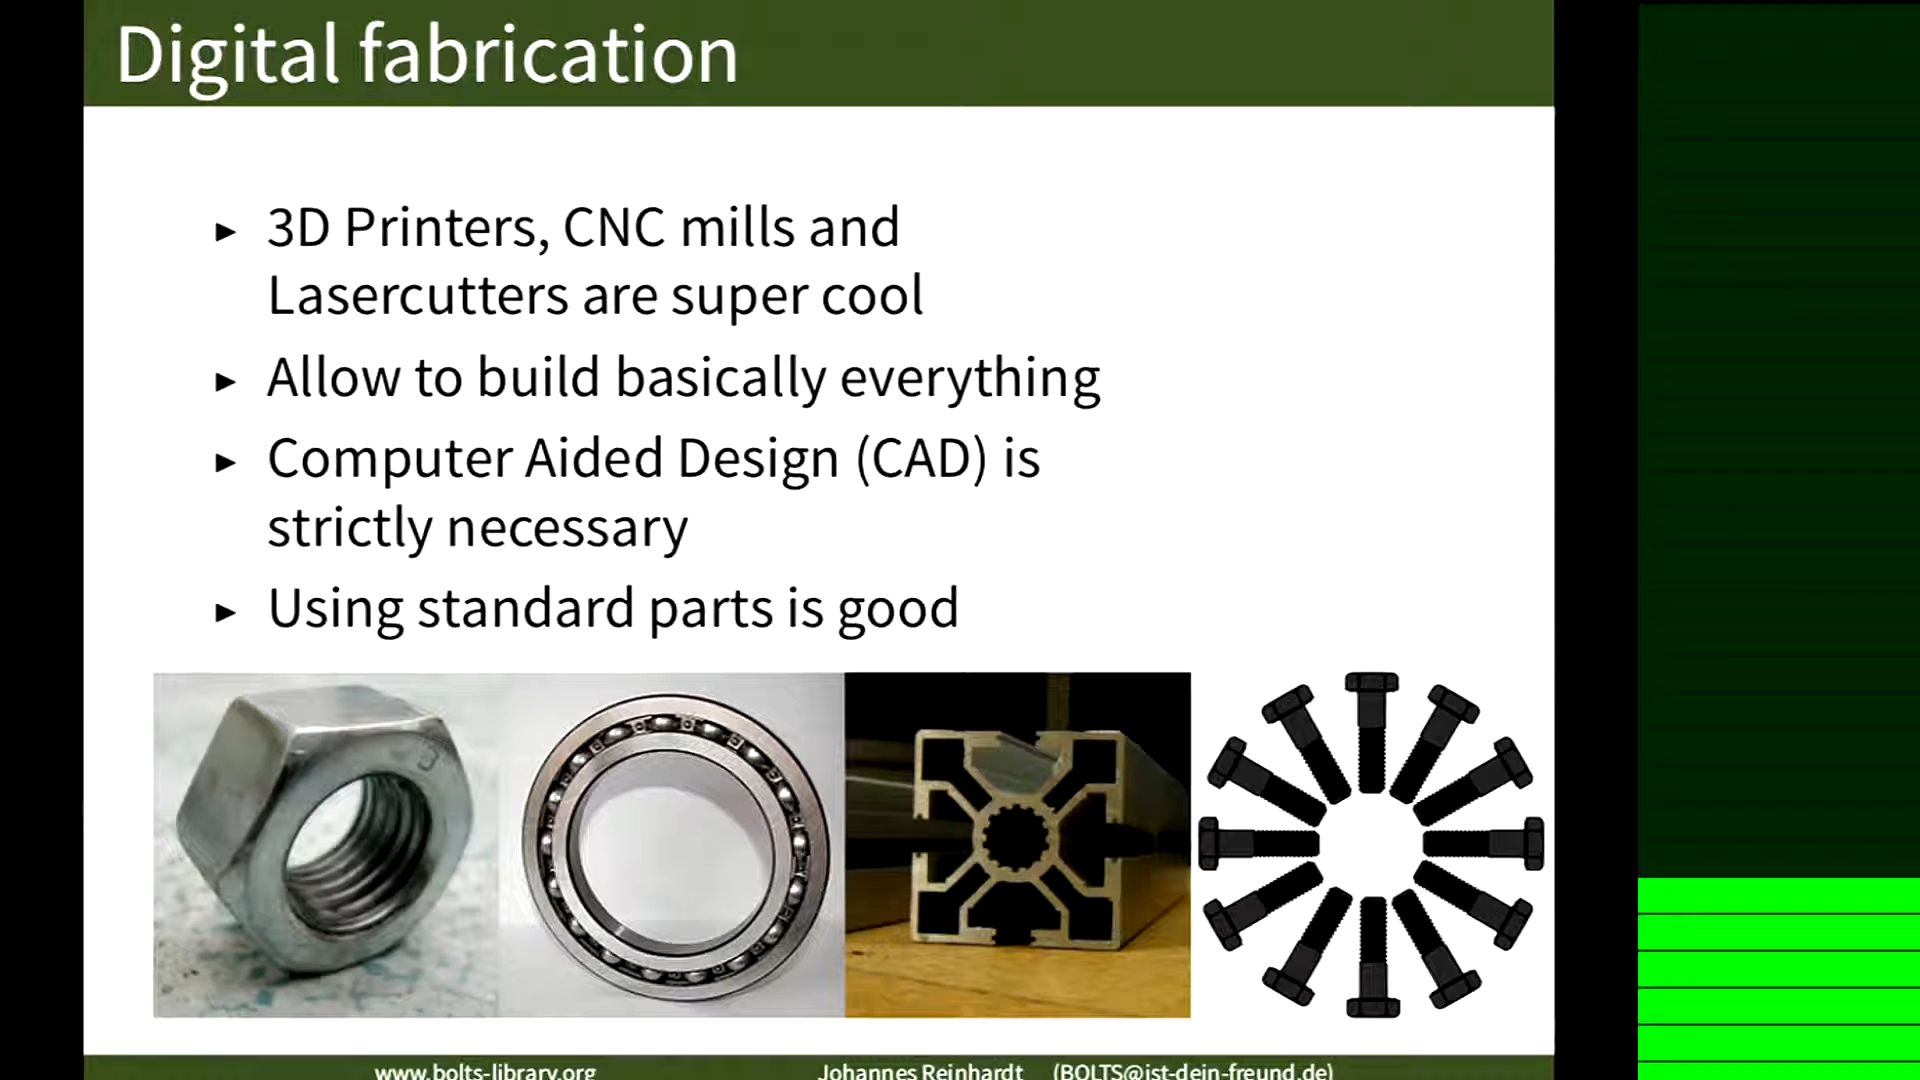 Digital fabrication
3D Printers, CNC mills and
Lasercutters are super cool
Allow to build basically everything
Computer Aided Design (CAD) is
strictly necessary
Using standard parts is good
www.bolts-library.org Johannes Reinhardt (BOLTS@ist-dein-freund.de)